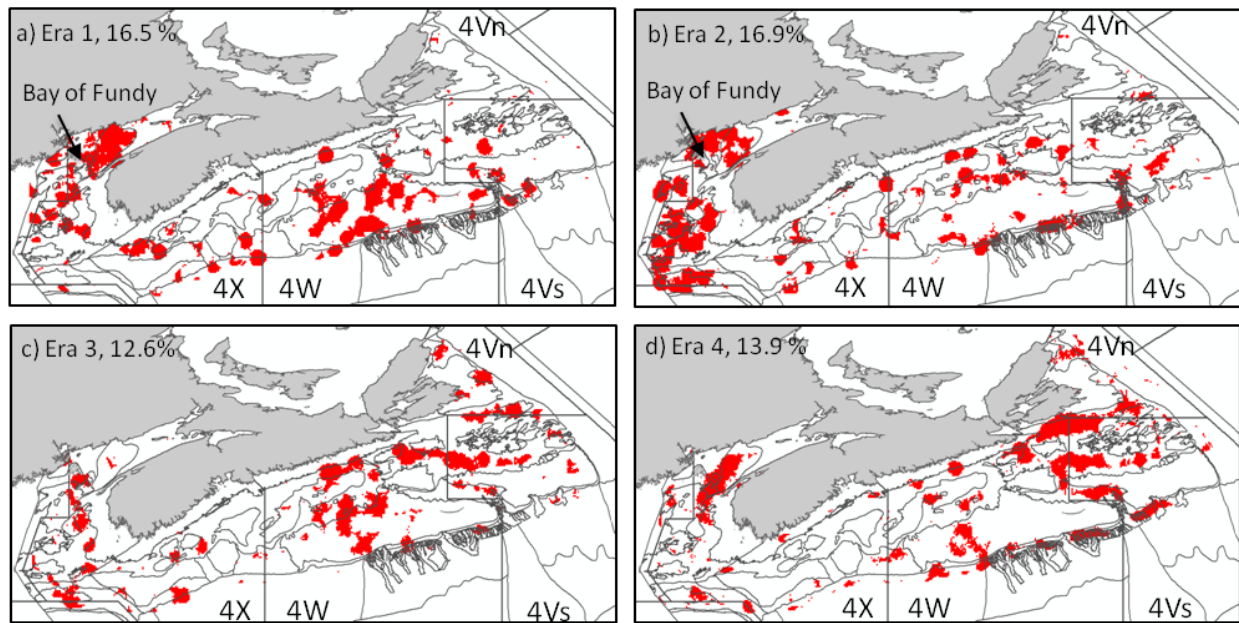 a) Era 1, 16.5 %
4Vn
Bay of Fundy
4X
4W
4Vs
b) Era 2, 16.9%
4Vn
Bay of Fundy
4X
4W
4Vs
c) Era 3, 12.6%
4Vn
4X
4W
4Vs
d) Era 4, 13.9 %
4Vn
4X
4W
4Vs